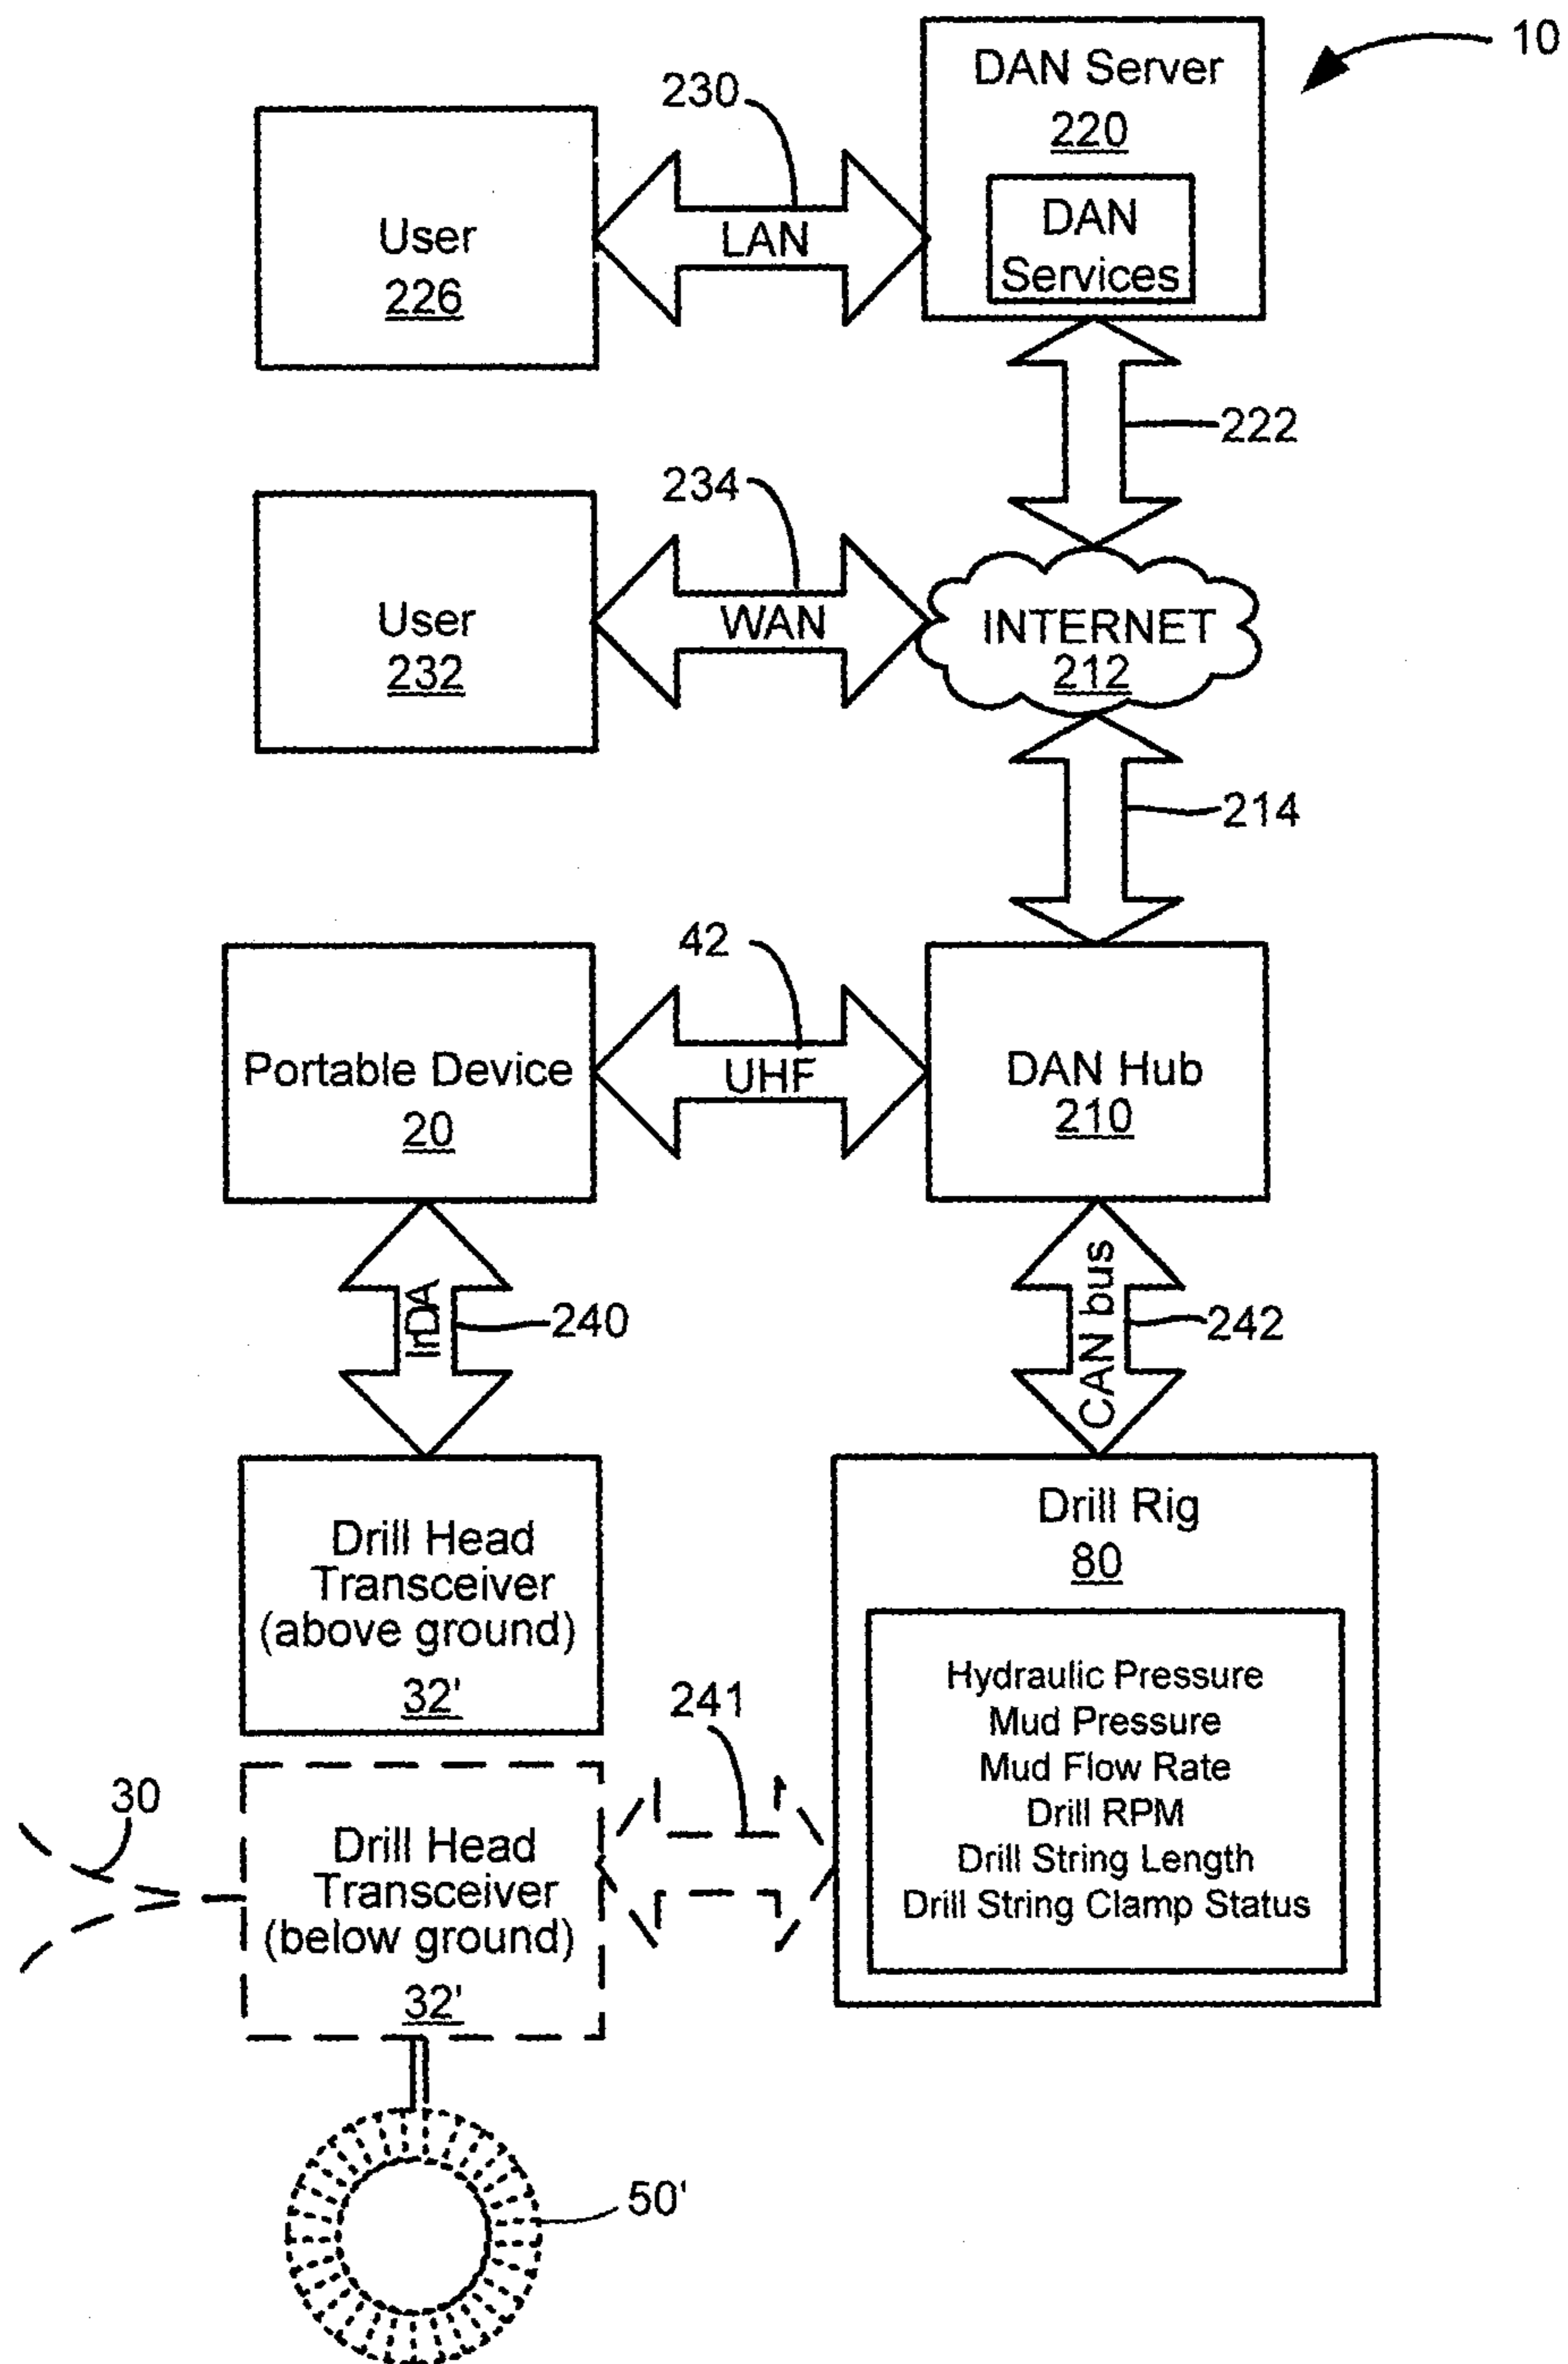 10
DAN Server
220
DAN
Services
230
LAN
User
226
222
234
WAN
User
232
INTERNET
212
214
42
UHF
Portable Device
20
DAN Hub
210
IrDA
240
CAN bus
242
Drill Head
Transceiver
(above ground)
32'
Drill Rig
80
Hydraulic Pressure
Mud Pressure
Mud Flow Rate
Drill RPM
Drill String Length
Drill String Clamp Status
241
30
Drill Head
Transceiver
(below ground)
32'
50'